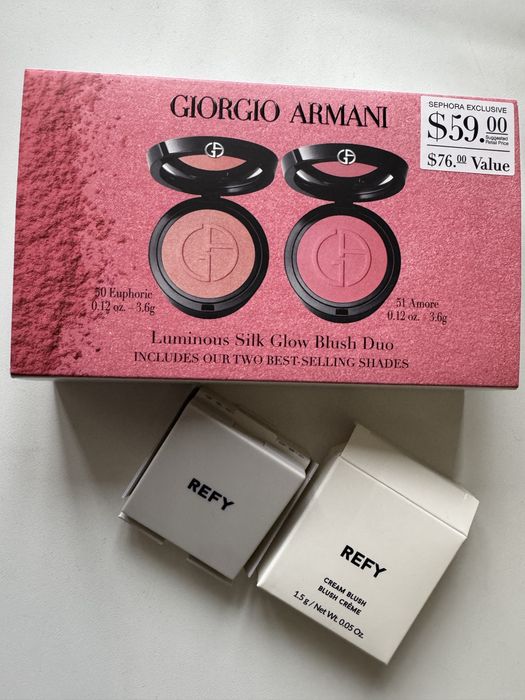 GIORGIO ARMANI
SEPHORA EXCLUSIVE
$59.00
Suggested
Retail Price
$76.00 Value
50 Euphoric
0.12 oz. – 3.6g
51 Amore
0.12 oz. – 3.6g
Luminous Silk Glow Blush Duo
INCLUDES OUR TWO BEST-SELLING SHADES
REFY
REFY
CREAM BLUSH
BLUSH CRÈME
1.5 g / Net Wt. 0.05 Oz.